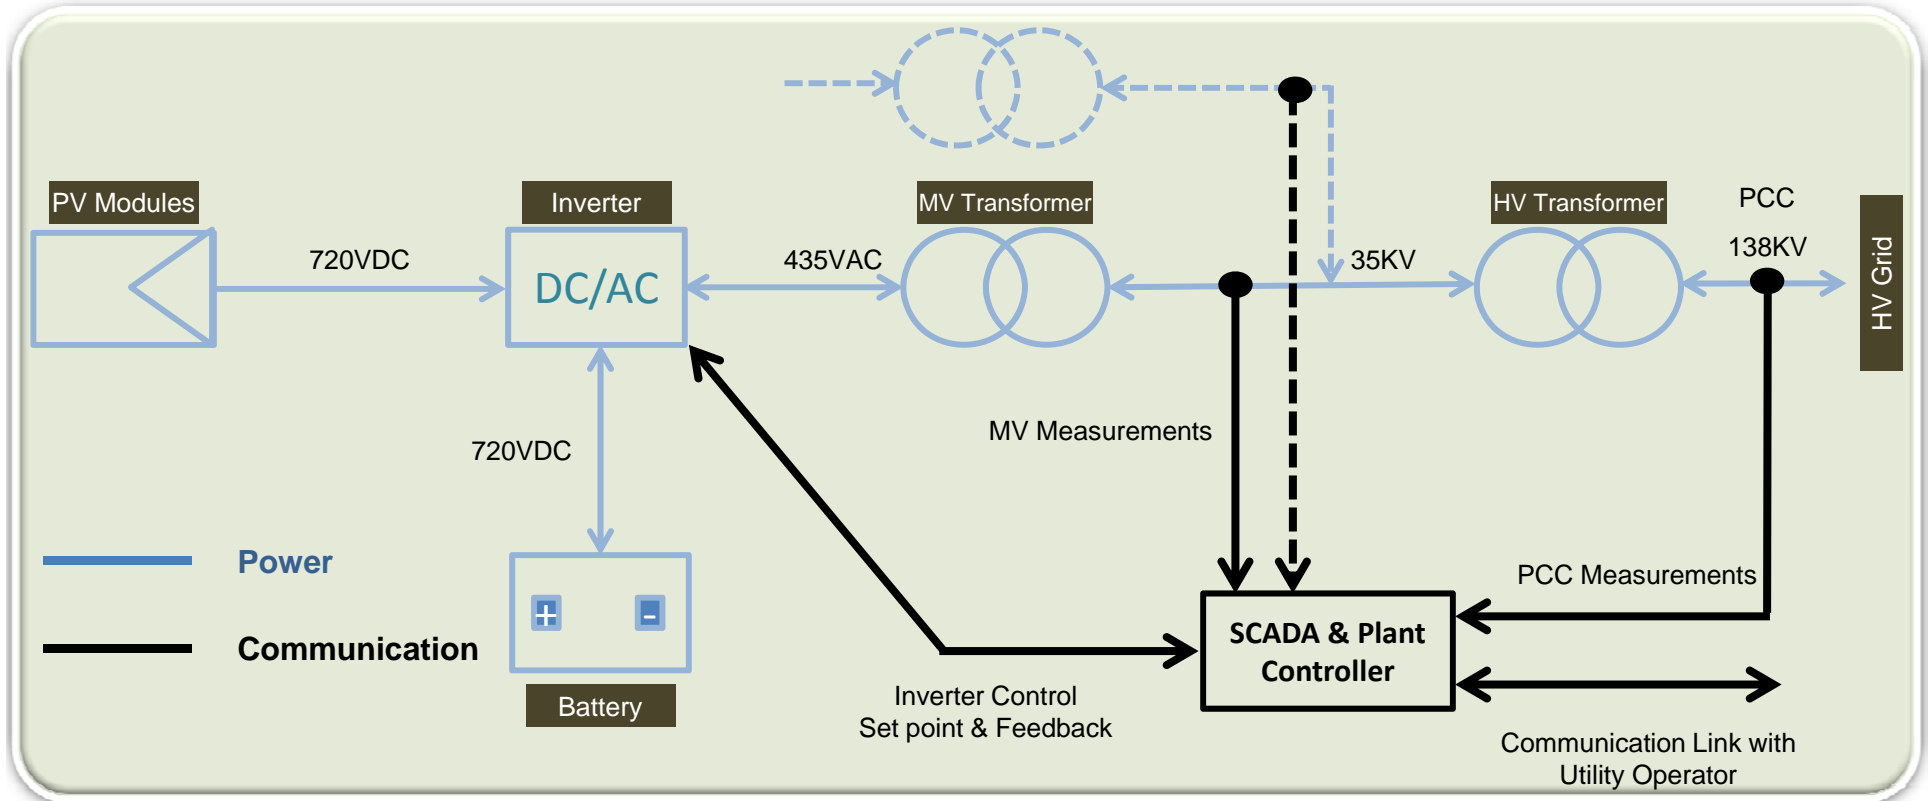 PV Modules
Inverter
MV Transformer
HV Transformer
PCC
138KV
HV Grid
720VDC
DC/AC
435VAC
35KV
720VDC
MV Measurements
Power
Communication
+
-
Battery
PCC Measurements
SCADA & Plant
Controller
Inverter Control
Set point & Feedback
Communication Link with
Utility Operator